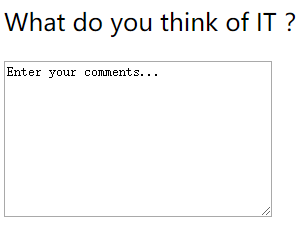 What do you think of IT ?
Enter your comments...